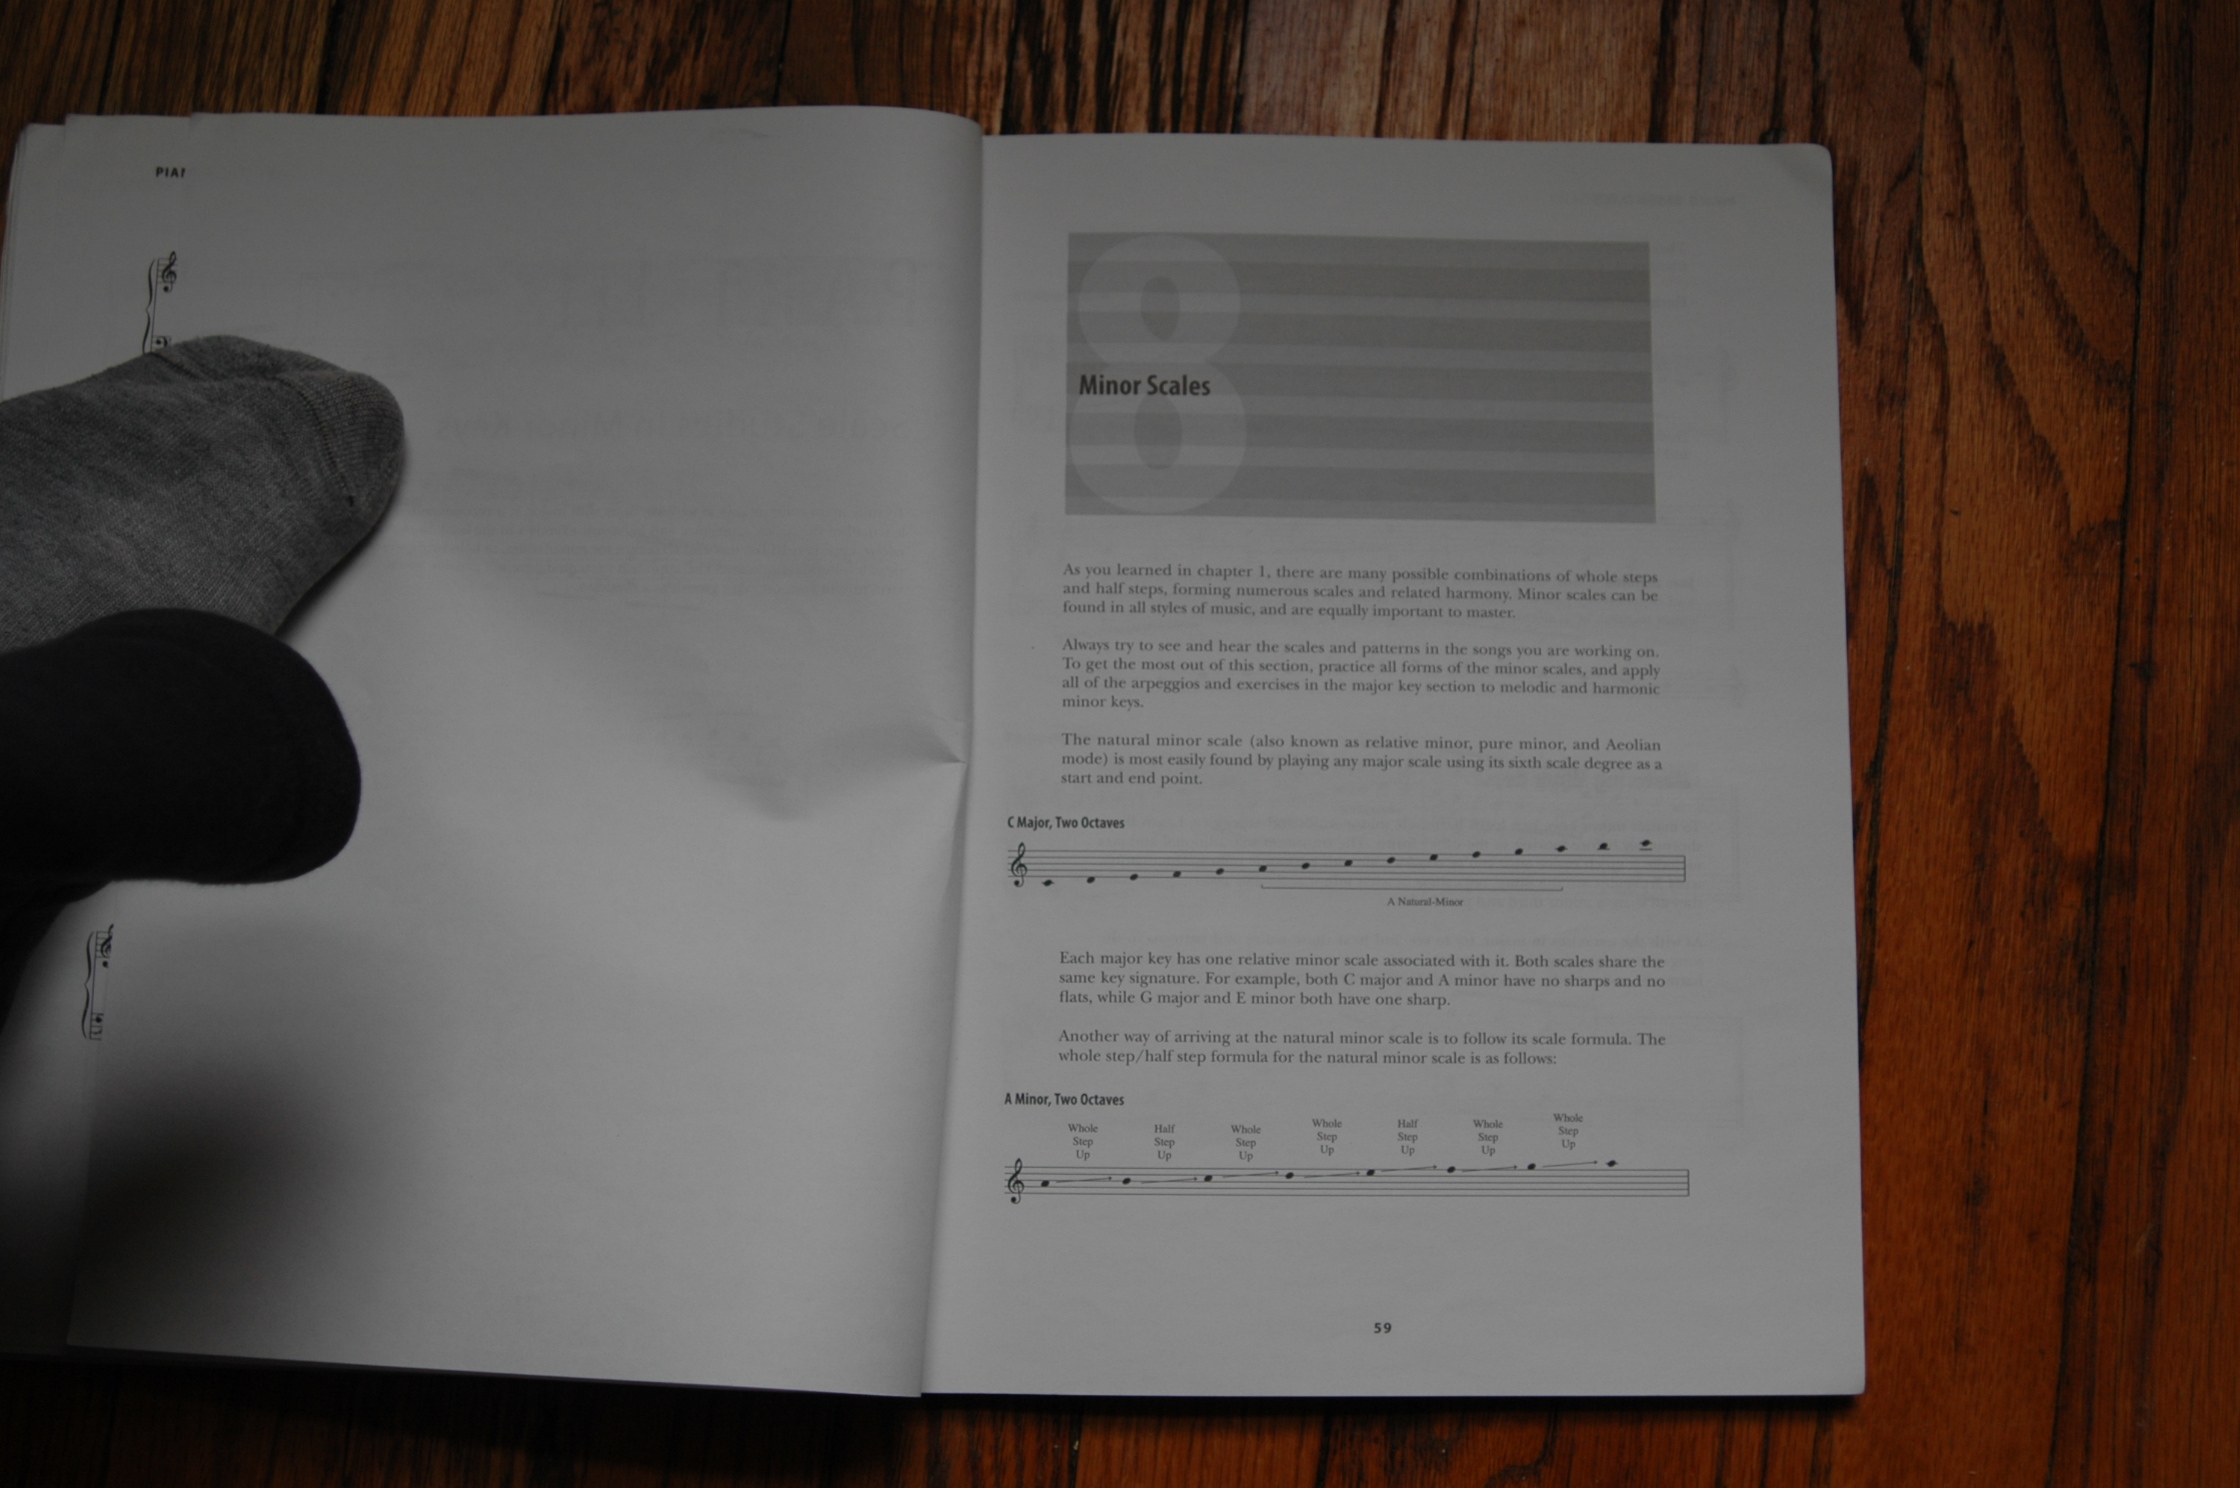 PIA
8
Minor Scales
As you learned in chapter 1, there are many possible combinations of whole steps
and half steps, forming numerous scales and related harmony. Minor scales can be
found in all styles of music, and are equally important to master.
Always try to see and hear the scales and patterns in the songs you are working on.
To get the most out of this section, practice all forms of the minor scales, and apply
all of the arpeggios and exercises in the major key section to melodic and harmonic
minor keys.
The natural minor scale (also known as relative minor, pure minor, and Aeolian
mode) is most easily found by playing any major scale using its sixth scale degree as a
start and end point.
C Major, Two Octaves
A Natural-Minor
Each major key has one relative minor scale associated with it. Both scales share the
same key signature. For example, both C major and A minor have no sharps and no
flats, while G major and E minor both have one sharp.
Another way of arriving at the natural minor scale is to follow its scale formula. The
whole step/half step formula for the natural minor scale is as follows:
A Minor, Two Octaves
Whole Half Whole Whole Half Whole Whole
Step Step Step Step Step Step Step
Up Up Up Up Up Up Up
59